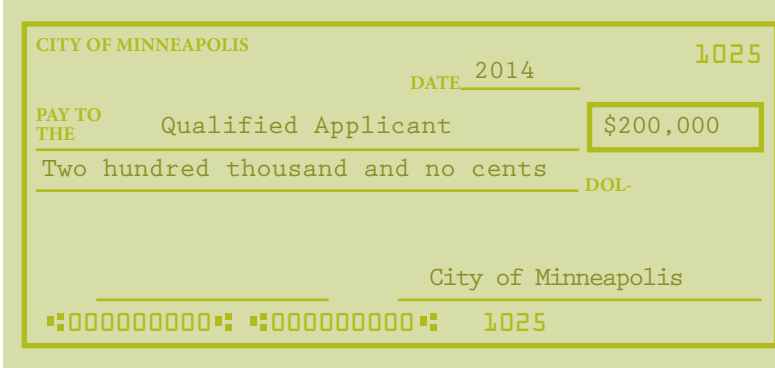 CITY OF MINNEAPOLIS
1025
DATE 2014
PAY TO
THE
Qualified Applicant
$200,000
Two hundred thousand and no cents
DOL-
City of Minneapolis
⑆000000000⑆ ⑆000000000⑆ 1025